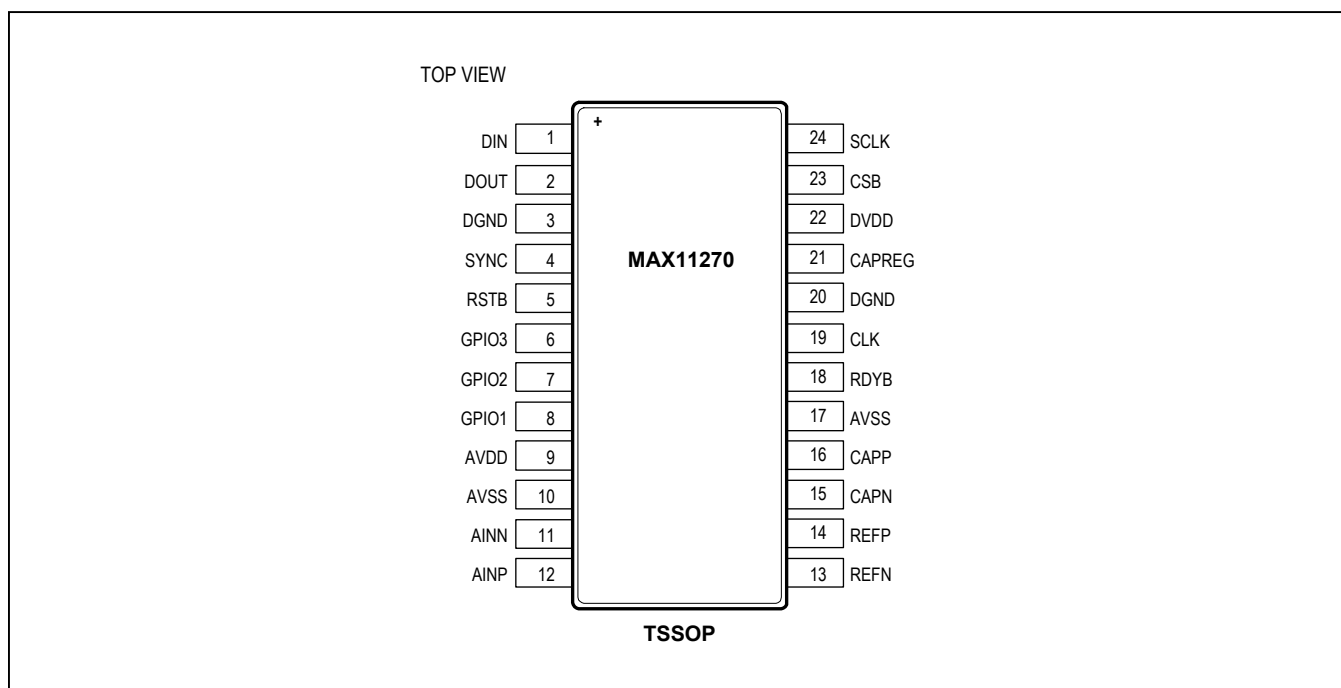 TOP VIEW
+
DIN 1 24 SCLK
DOUT 2 23 CSB
DGND 3 22 DVDD
SYNC 4 MAX11270 21 CAPREG
RSTB 5 20 DGND
GPIO3 6 19 CLK
GPIO2 7 18 RDYB
GPIO1 8 17 AVSS
AVDD 9 16 CAPP
AVSS 10 15 CAPN
AINN 11 14 REFP
AINP 12 13 REFN
TSSOP